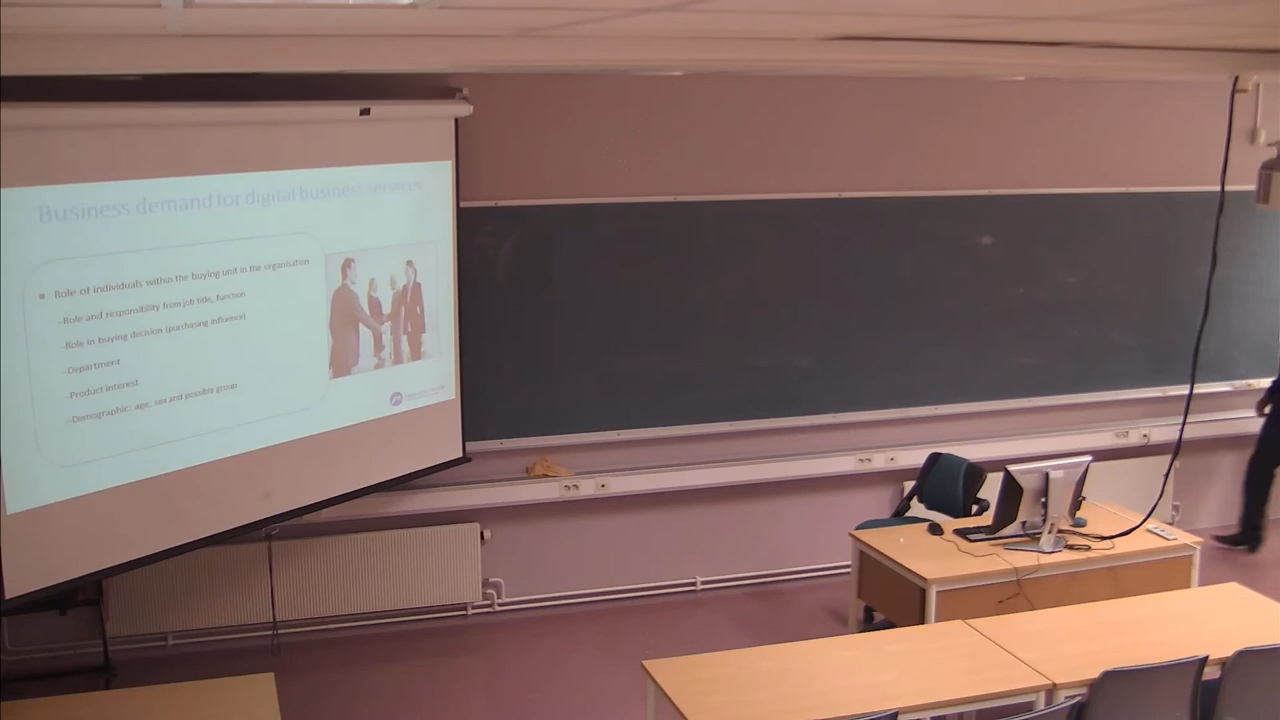 Business demand for digital business services
▪ Role of individuals within the buying unit in the organisation
–Role and responsibility from job title, function
–Role in buying decision (purchasing influence)
–Department
–Product interest
–Demographic: age, sex and possibly group